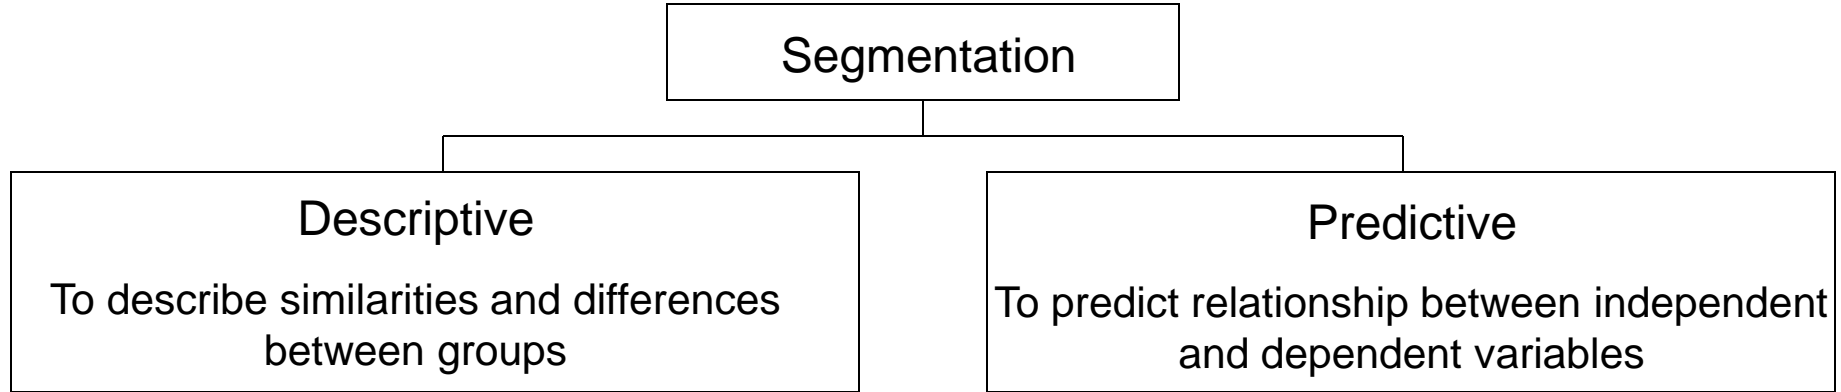 Segmentation
Descriptive
To describe similarities and differences
between groups
Predictive
To predict relationship between independent
and dependent variables